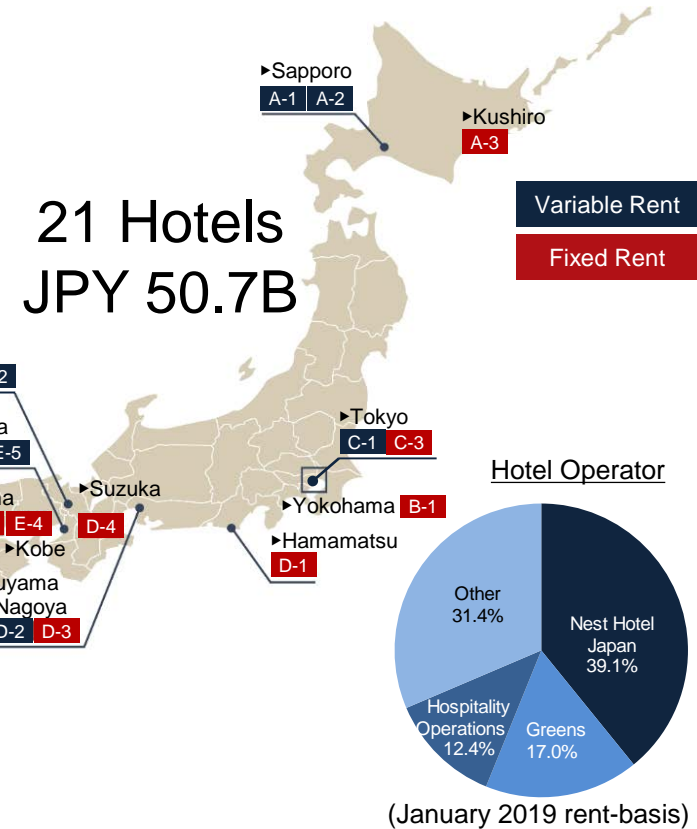 ▸Sapporo
A-1 A-2
▸Kushiro
A-3
21 Hotels
JPY 50.7B
Variable Rent
Fixed Rent
▸Tokyo
C-1 C-3
▸Suzuka
D-4
E-4
▸Kobe
▸Yokohama B-1
▸Hamamatsu
D-1
Nagoya
D-3
Hotel Operator
Other
31.4%
Nest Hotel
Japan
39.1%
Hospitality
Operations
12.4%
Greens
17.0%
(January 2019 rent-basis)